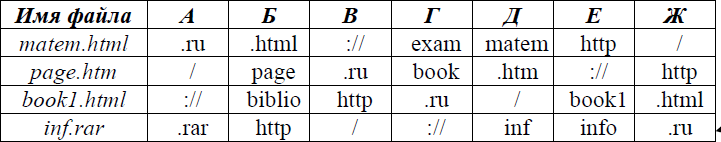 Имя файла А Б В Г Д Е Ж
matem.html .ru .html :// exam matem http /
page.htm / page .ru book .htm :// http
book1.html :// biblio http .ru / book1 .html
inf.rar .rar http / :// inf info .ru